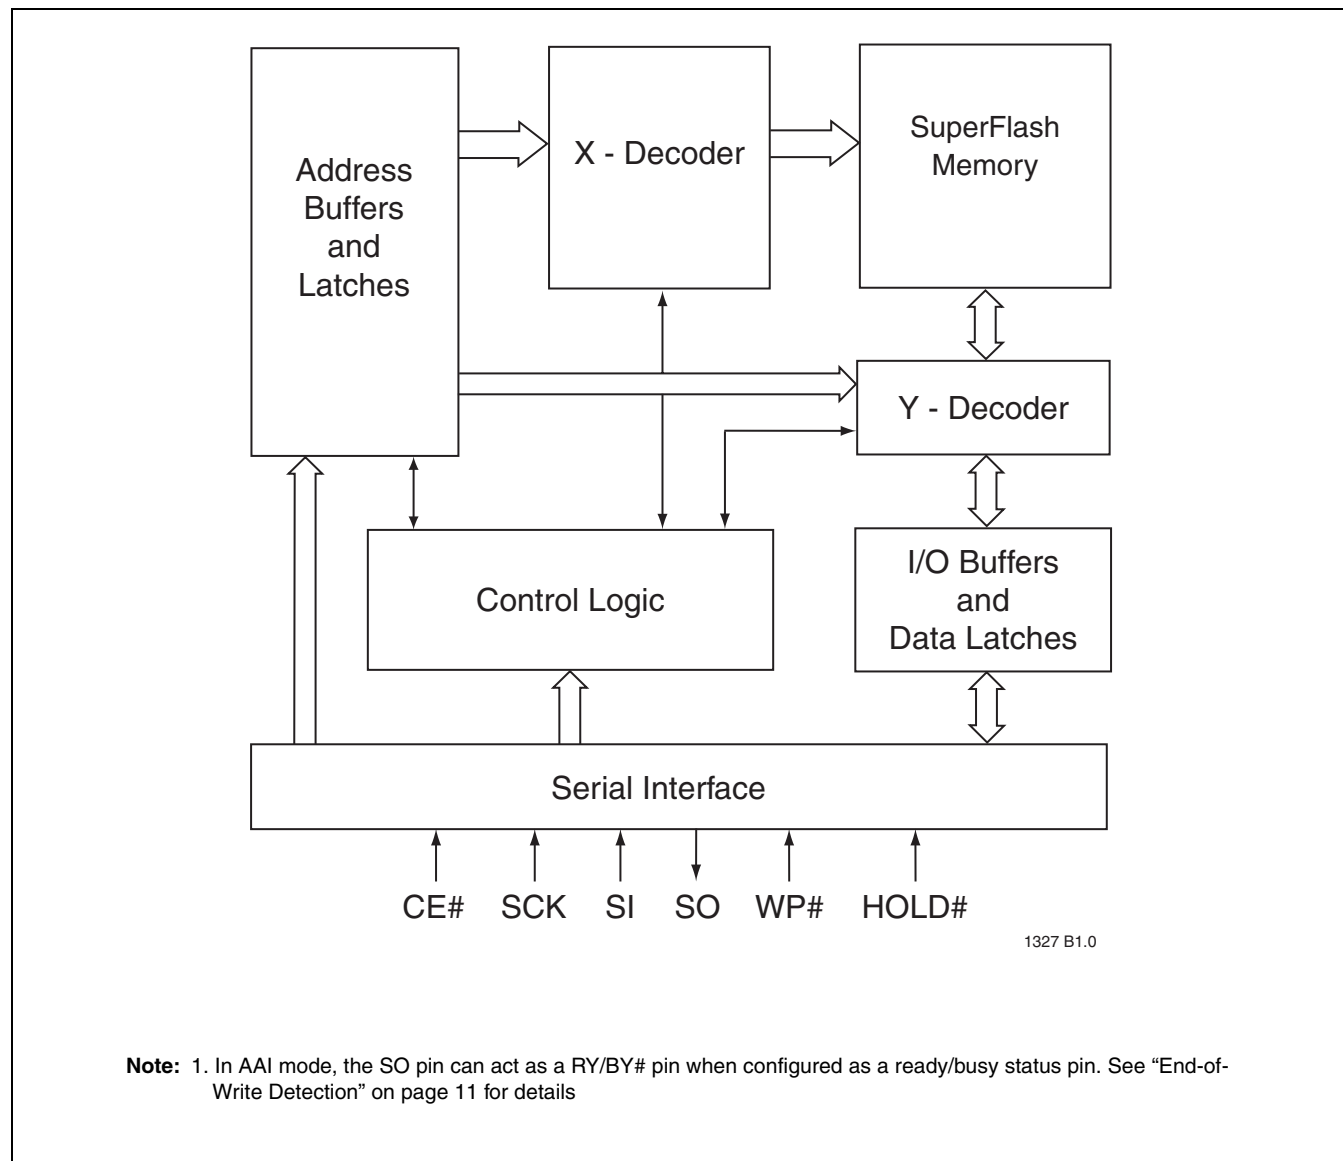 Address
Buffers
and
Latches
X - Decoder
SuperFlash
Memory
Y - Decoder
Control Logic
I/O Buffers
and
Data Latches
Serial Interface
CE# SCK SI SO WP# HOLD#
1327 B1.0
Note: 1. In AAI mode, the SO pin can act as a RY/BY# pin when configured as a ready/busy status pin. See “End-of-
Write Detection” on page 11 for details